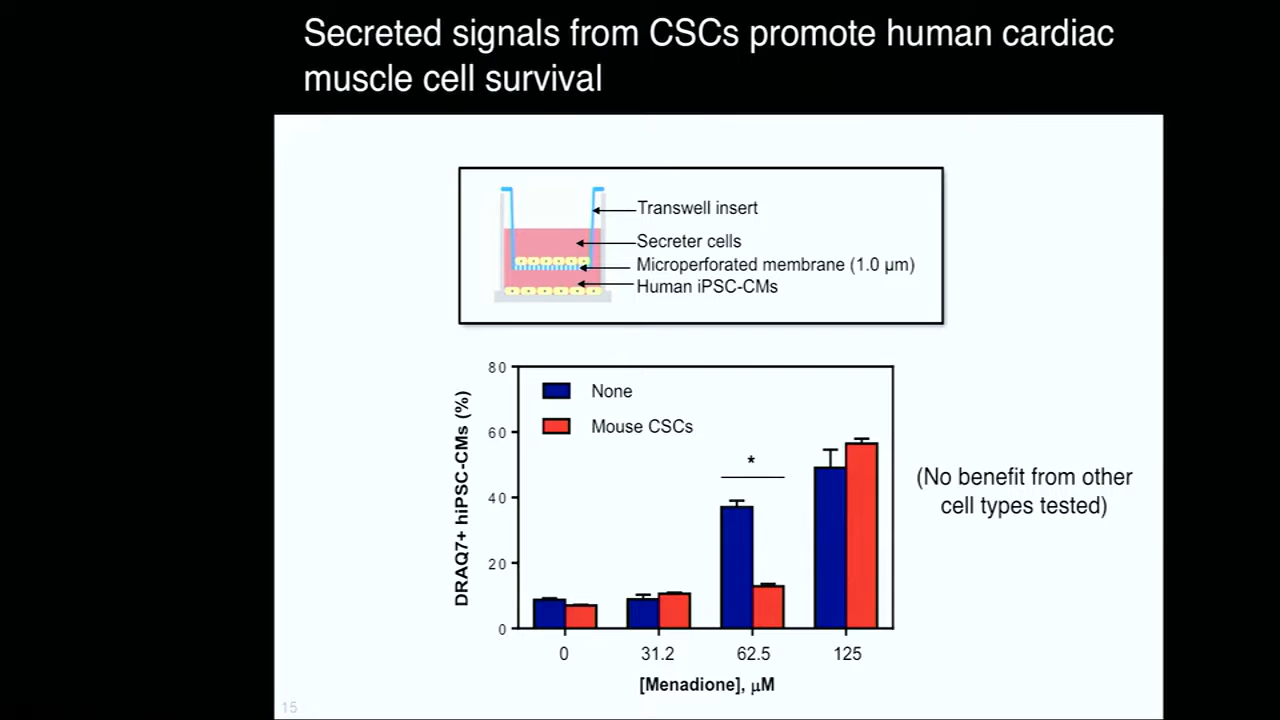 Secreted signals from CSCs promote human cardiac
muscle cell survival
Transwell insert
Secreter cells
Microperforated membrane (1.0 µm)
Human iPSC-CMs
DRAQ7+ hiPSC-CMs (%)
80
60
40
20
0
None
Mouse CSCs
*
(No benefit from other
cell types tested)
0 31.2 62.5 125
[Menadione], µM
15